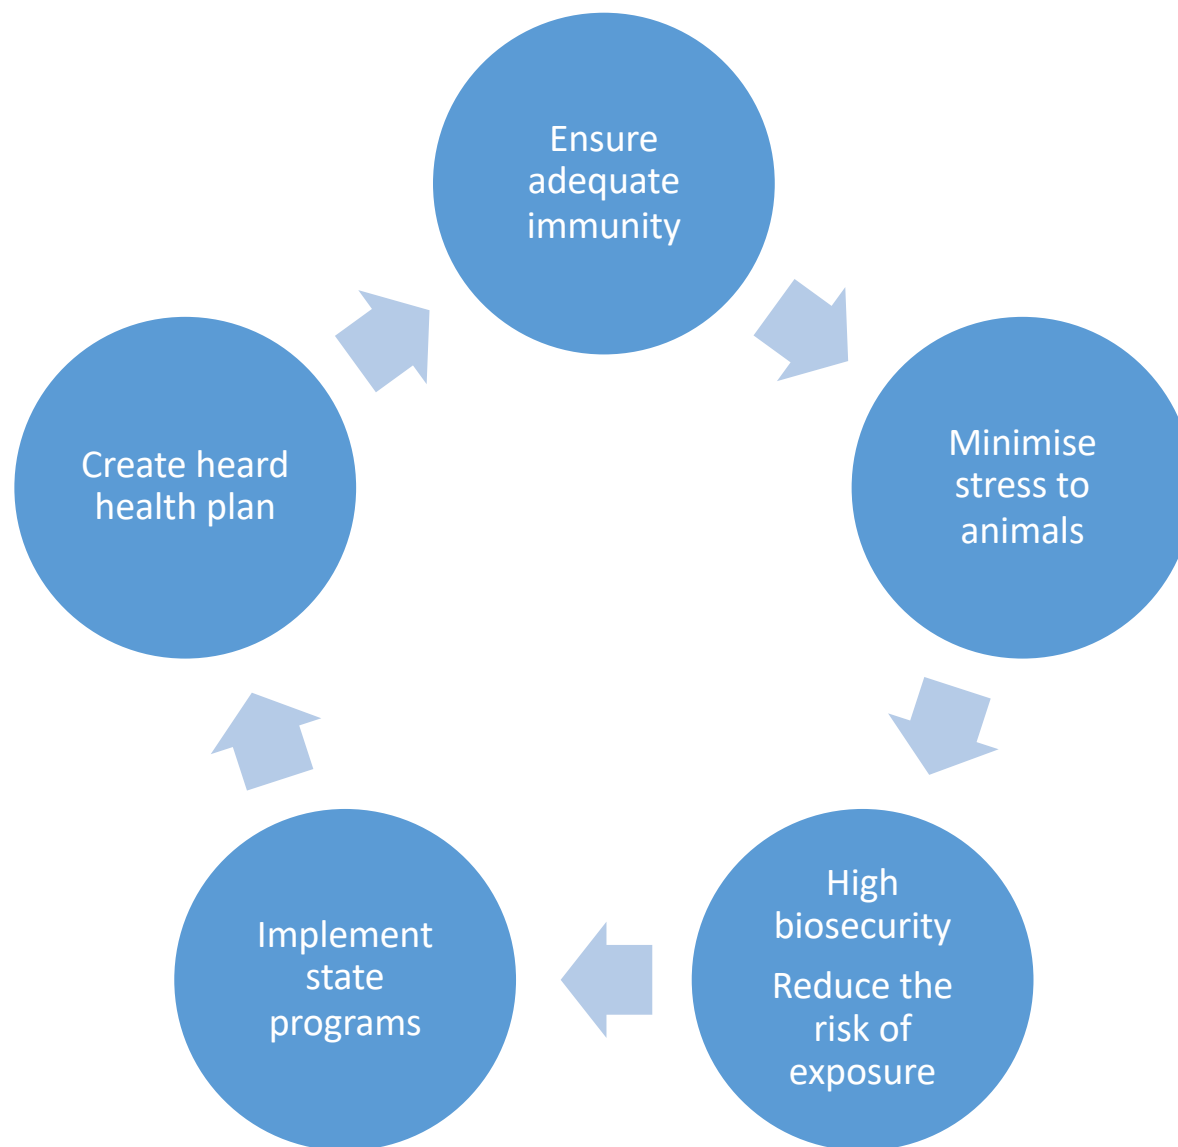 Ensure
adequate
immunity
Minimise
stress to
animals
High
biosecurity
Reduce the
risk of
exposure
Implement
state
programs
Create heard
health plan